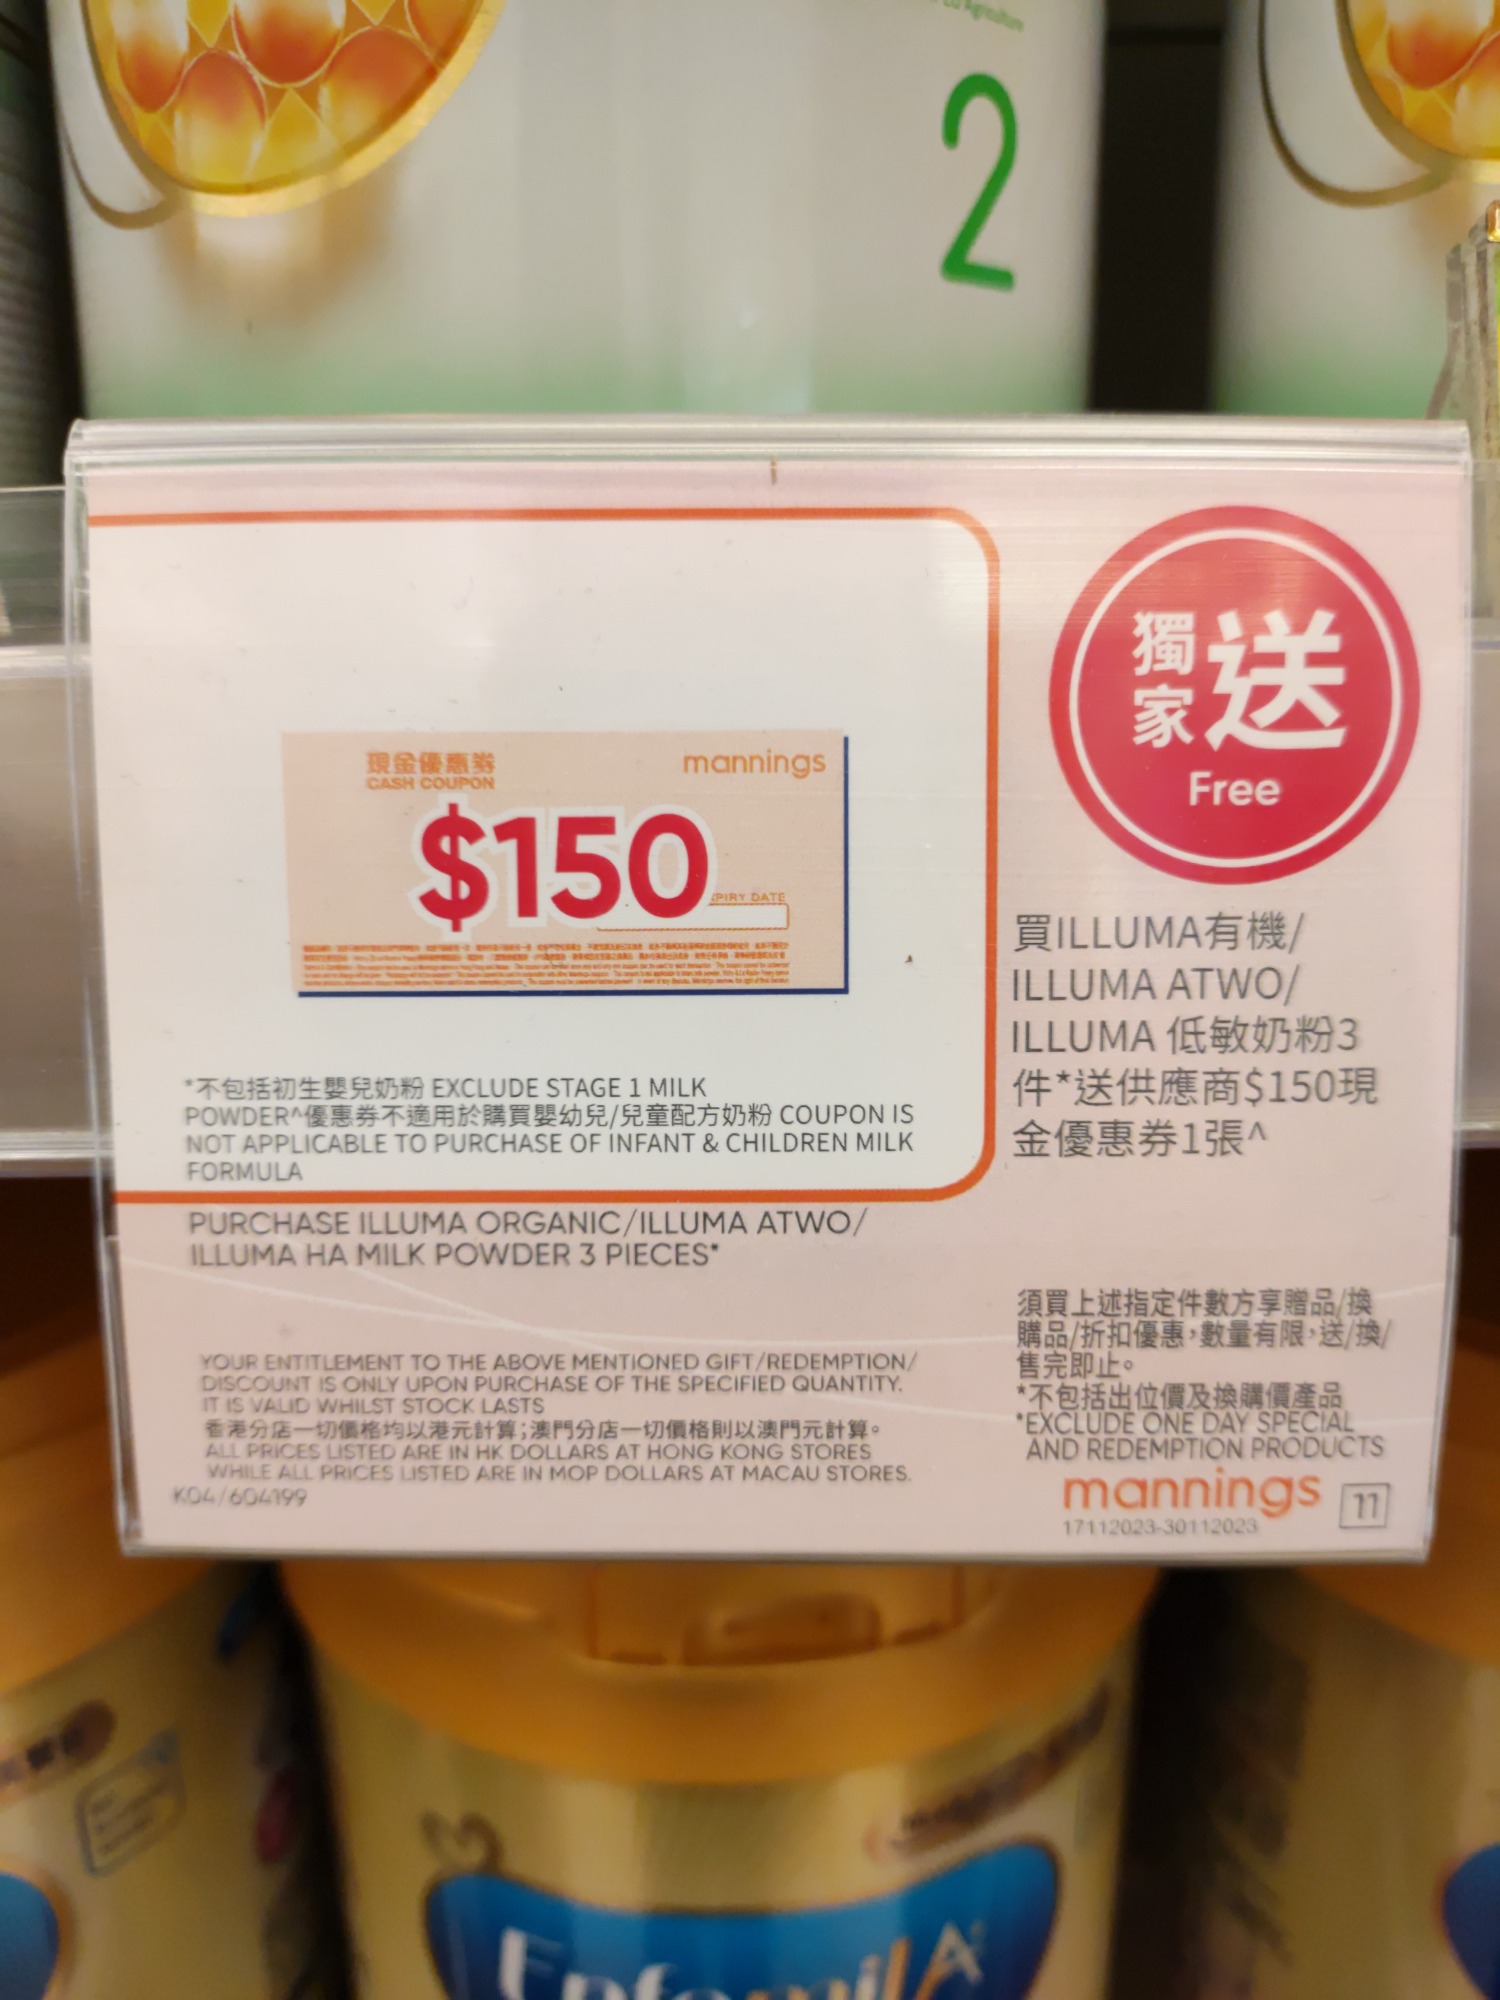 2
獨家送
Free
現金優惠券
CASH COUPON
mannings
$150
PIRY DATE
買ILLUMA有機/
ILLUMA ATWO/
ILLUMA 低敏奶粉3
件*送供應商$150現
金優惠券1張^
*不包括初生嬰兒奶粉 EXCLUDE STAGE 1 MILK
POWDER^優惠券不適用於購買嬰幼兒/兒童配方奶粉 COUPON IS
NOT APPLICABLE TO PURCHASE OF INFANT & CHILDREN MILK
FORMULA
PURCHASE ILLUMA ORGANIC/ILLUMA ATWO/
ILLUMA HA MILK POWDER 3 PIECES*
YOUR ENTITLEMENT TO THE ABOVE MENTIONED GIFT/REDEMPTION/
DISCOUNT IS ONLY UPON PURCHASE OF THE SPECIFIED QUANTITY.
IT IS VALID WHILST STOCK LASTS
香港分店一切價格均以港元計算;澳門分店一切價格則以澳門元計算。
ALL PRICES LISTED ARE IN HK DOLLARS AT HONG KONG STORES
WHILE ALL PRICES LISTED ARE IN MOP DOLLARS AT MACAU STORES.
K04/604199
須買上述指定件數方享贈品/換
購品/折扣優惠,數量有限,送/換/
售完即止。
*不包括出位價及換購價產品
*EXCLUDE ONE DAY SPECIAL
AND REDEMPTION PRODUCTS
mannings 11
17112023-30112023
3
EnfamilA+